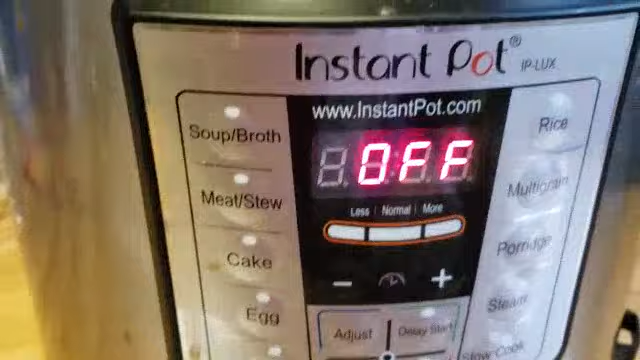 Instant Pot® IP-LUX
www.InstantPot.com
OFF
Less | Normal | More
− +
Soup/Broth
Meat/Stew
Cake
Egg
Adjust
Delay Start
Rice
Multigrain
Porridge
Steam
Slow Cook